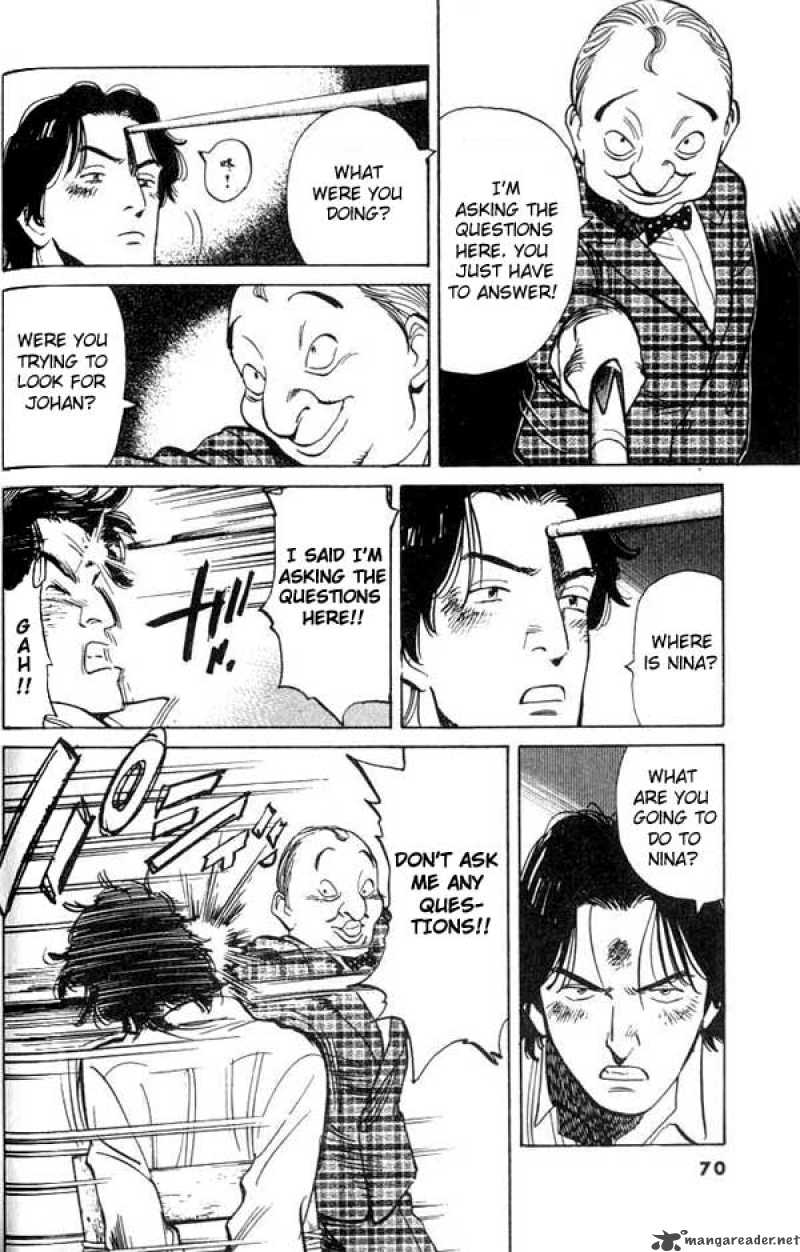 I'M
ASKING THE
QUESTIONS
HERE. YOU
JUST HAVE
TO ANSWER!
WHAT
WERE YOU
DOING?
WERE YOU
TRYING TO
LOOK FOR
JOHAN?
WHERE
IS NINA?
I SAID I'M
ASKING THE
QUESTIONS
HERE!!
GAH!!
WHAT
ARE YOU
GOING TO
DO TO
NINA?
DON'T ASK
ME ANY
QUES-
TIONS!!
70
mangareader.net